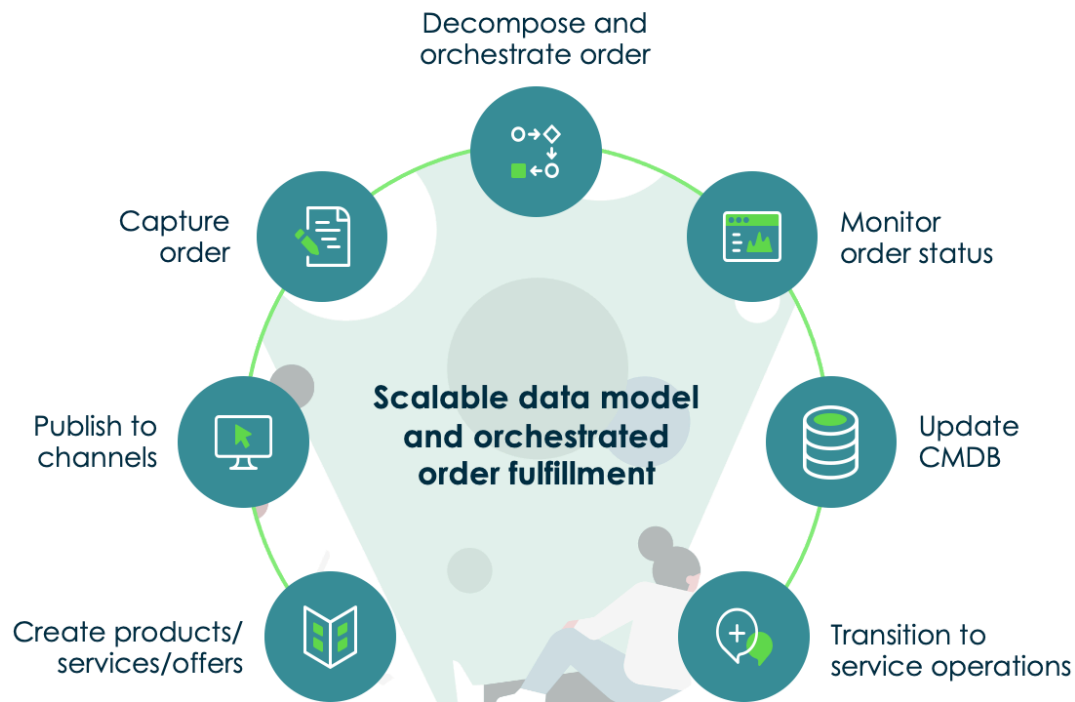 Decompose and
orchestrate order
Capture
order
Monitor
order status
Publish to
channels
Scalable data model
and orchestrated
order fulfillment
Update
CMDB
Create products/
services/offers
Transition to
service operations